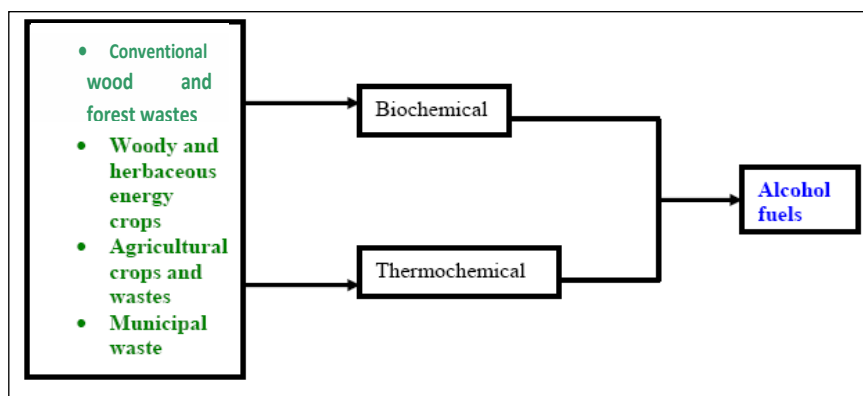 • Conventional
wood and
forest wastes
• Woody and
herbaceous
energy
crops
• Agricultural
crops and
wastes
• Municipal
waste
Biochemical
Thermochemical
Alcohol
fuels